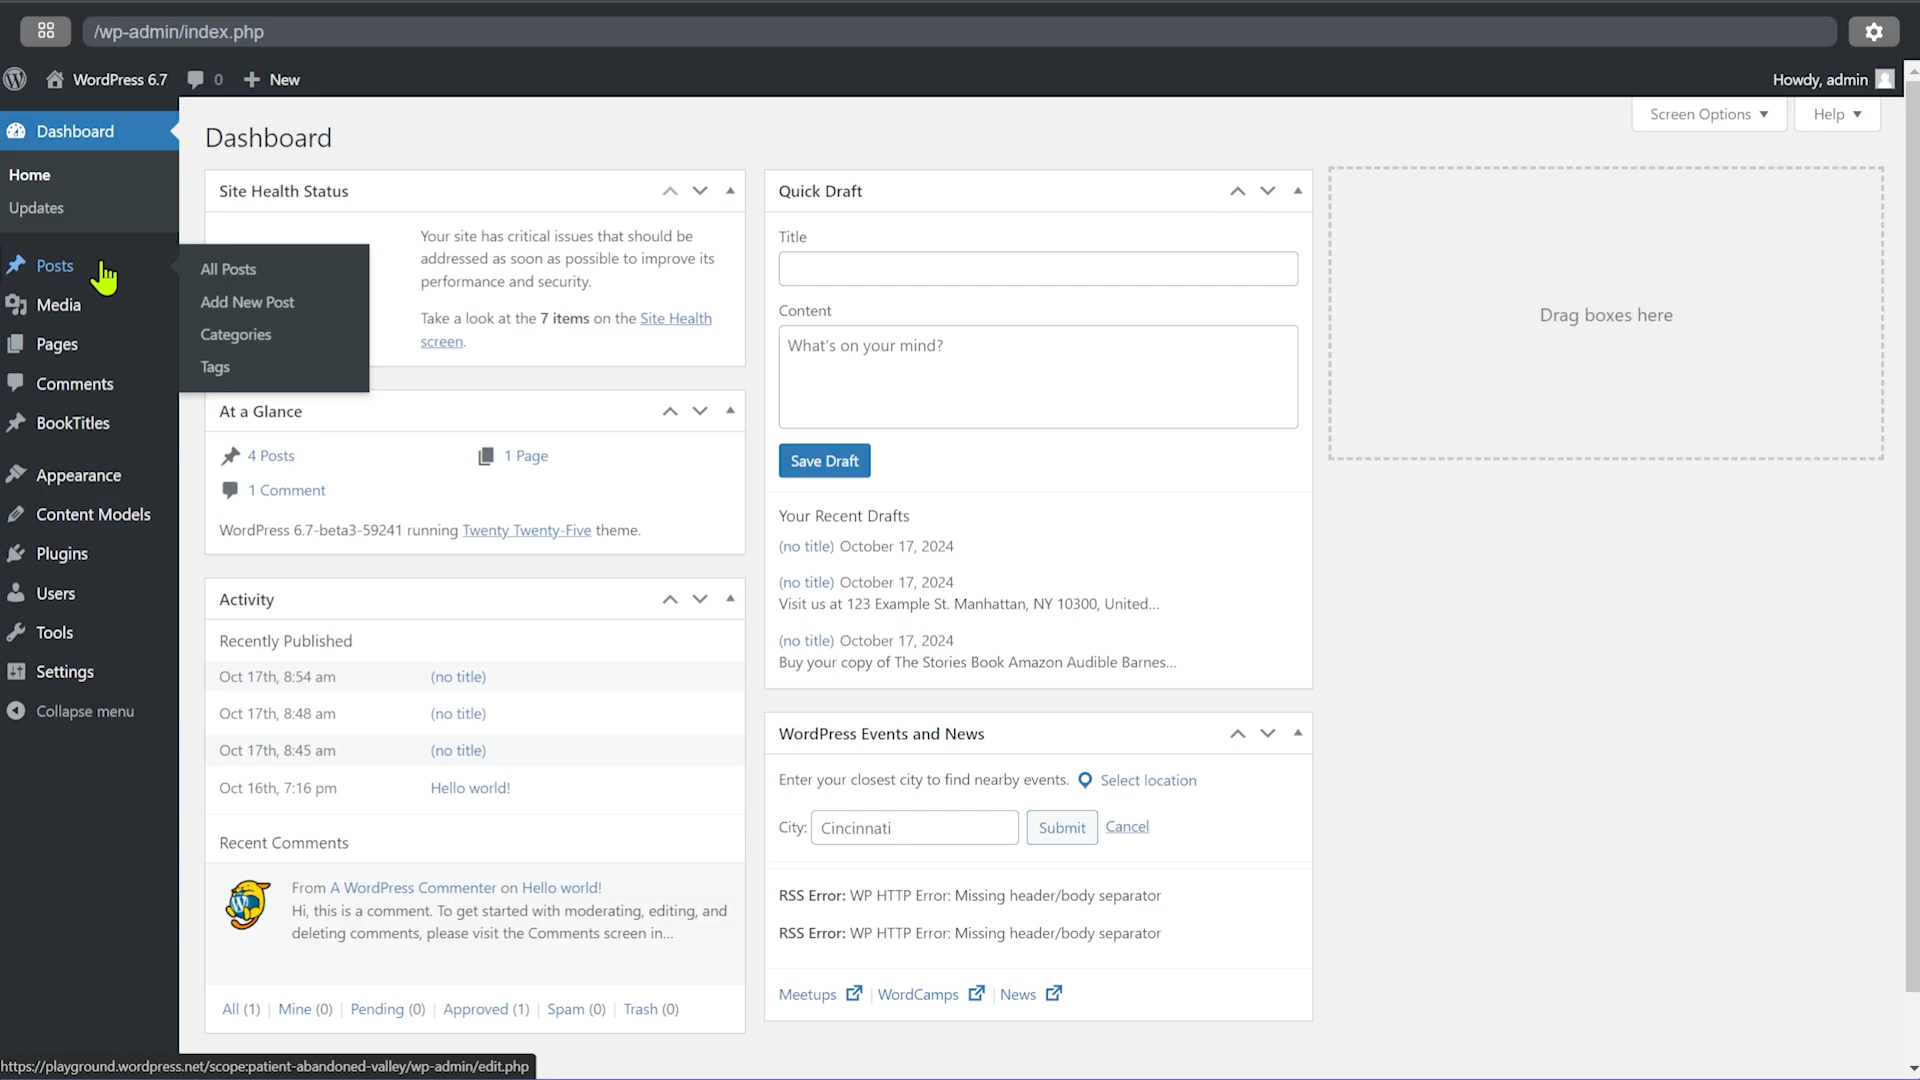 /wp-admin/index.php
WordPress 6.7
0
New
Howdy, admin
Dashboard
Home
Updates
Posts
Media
Pages
Comments
BookTitles
Appearance
Content Models
Plugins
Users
Tools
Settings
Collapse menu
All Posts
Add New Post
Categories
Tags
Dashboard
Screen Options
Help
Site Health Status
Your site has critical issues that should be
addressed as soon as possible to improve its
performance and security.
Take a look at the 7 items on the Site Health
screen.
At a Glance
4 Posts
1 Page
1 Comment
WordPress 6.7-beta3-59241 running Twenty Twenty-Five theme.
Activity
Recently Published
Oct 17th, 8:54 am (no title)
Oct 17th, 8:48 am (no title)
Oct 17th, 8:45 am (no title)
Oct 16th, 7:16 pm Hello world!
Recent Comments
From A WordPress Commenter on Hello world!
Hi, this is a comment. To get started with moderating, editing, and
deleting comments, please visit the Comments screen in...
All (1) | Mine (0) | Pending (0) | Approved (1) | Spam (0) | Trash (0)
Quick Draft
Title
Content
What's on your mind?
Save Draft
Your Recent Drafts
(no title) October 17, 2024
(no title) October 17, 2024
Visit us at 123 Example St. Manhattan, NY 10300, United...
(no title) October 17, 2024
Buy your copy of The Stories Book Amazon Audible Barnes...
WordPress Events and News
Enter your closest city to find nearby events. Select location
City: Cincinnati Submit Cancel
RSS Error: WP HTTP Error: Missing header/body separator
RSS Error: WP HTTP Error: Missing header/body separator
Meetups | WordCamps | News
Drag boxes here
https://playground.wordpress.net/scope:patient-abandoned-valley/wp-admin/edit.php